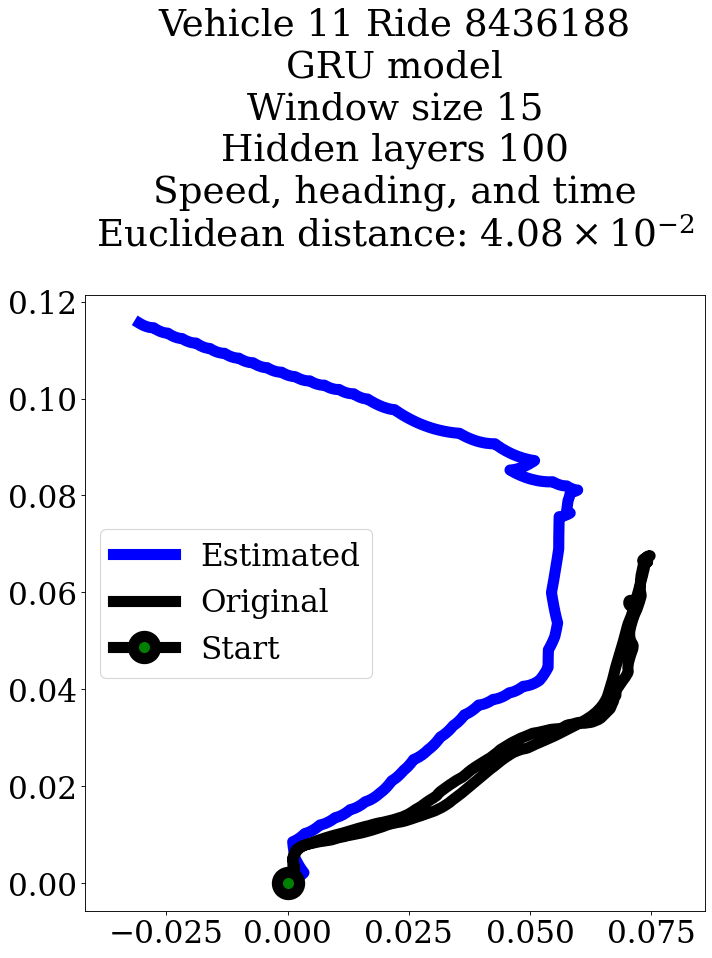 Vehicle 11 Ride 8436188
GRU model
Window size 15
Hidden layers 100
Speed, heading, and time
Euclidean distance: 4.08 × 10⁻²
0.12
0.10
0.08
0.06
0.04
0.02
0.00
Estimated
Original
Start
−0.025 0.000 0.025 0.050 0.075